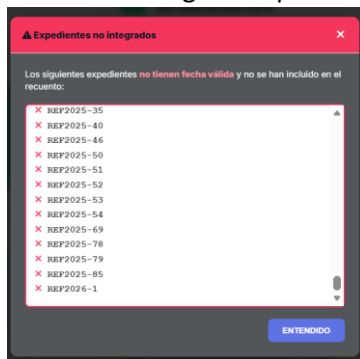 Expedientes no integrados
Los siguientes expedientes no tienen fecha válida y no se han incluido en el
recuento:
× REF2025-35
× REF2025-40
× REF2025-46
× REF2025-50
× REF2025-51
× REF2025-52
× REF2025-53
× REF2025-54
× REF2025-69
× REF2025-78
× REF2025-79
× REF2025-85
× REF2026-1
ENTENDIDO